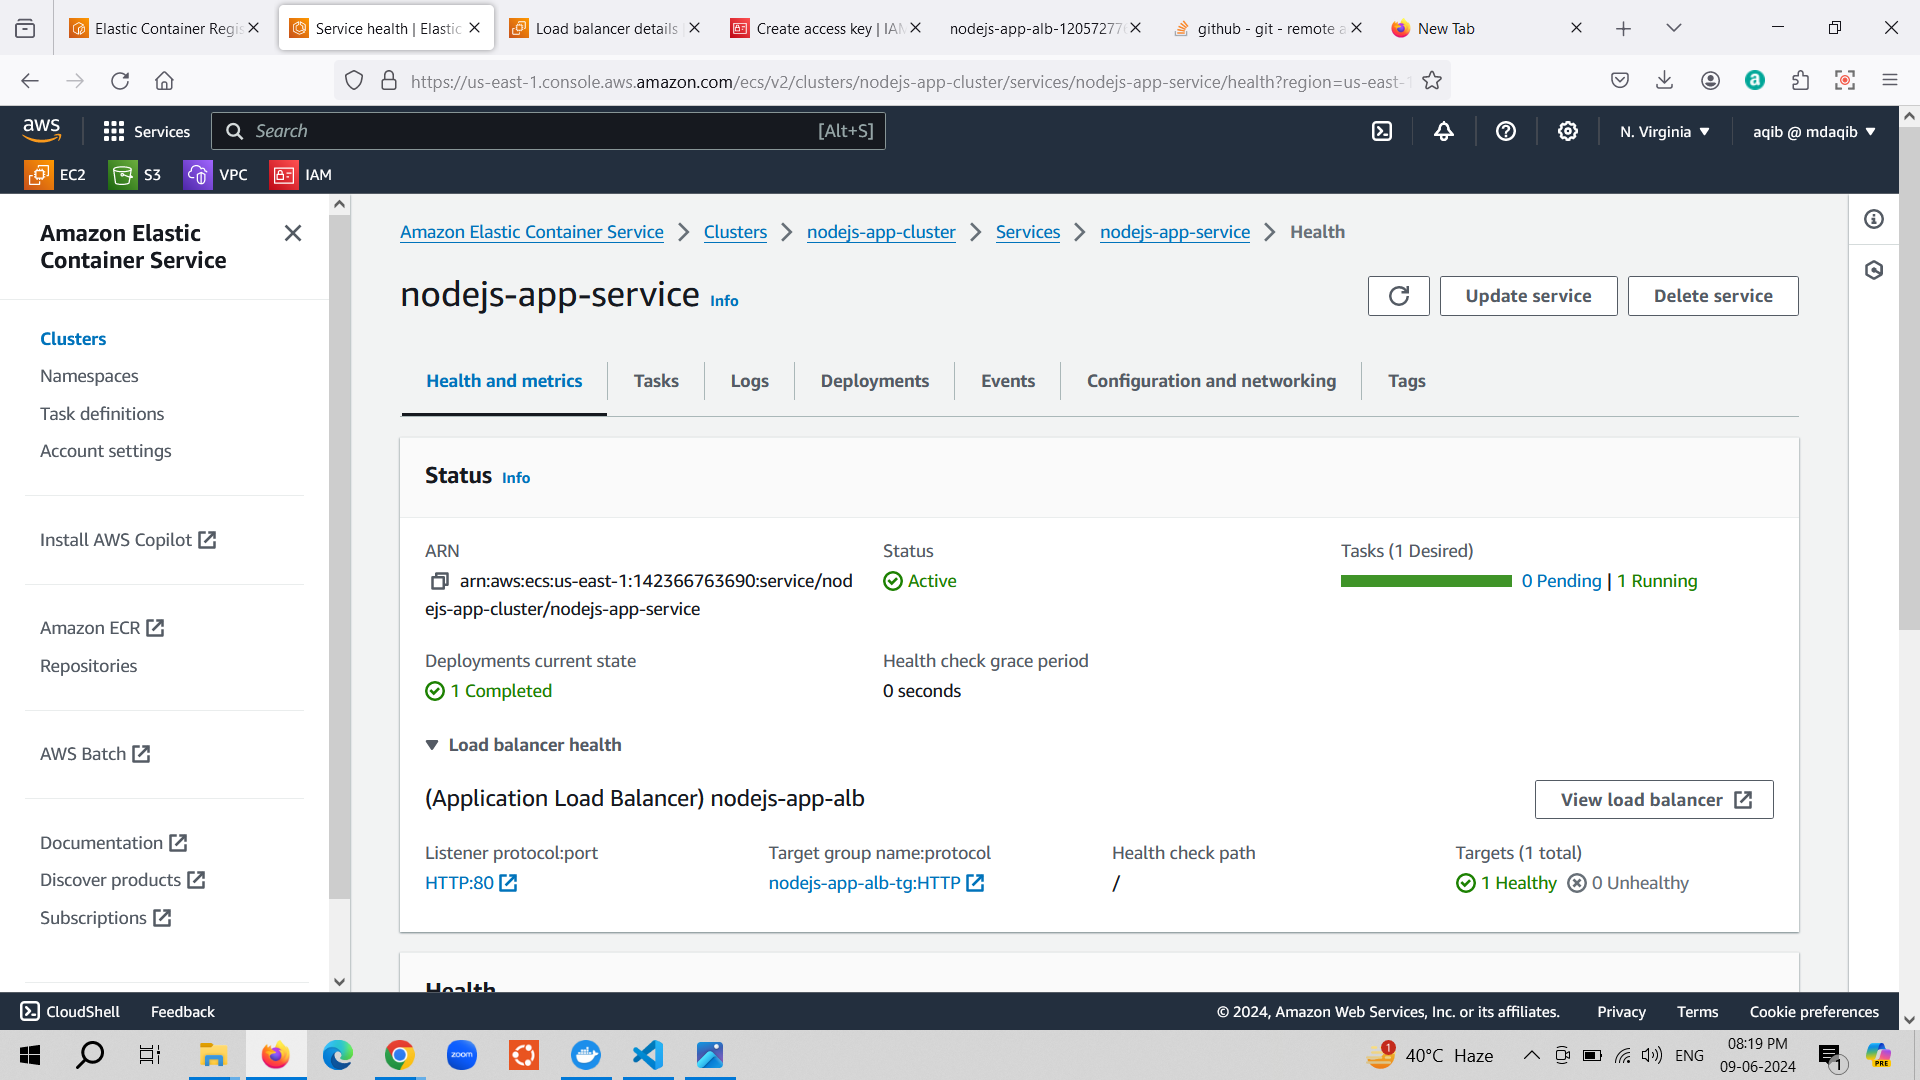 Elastic Container Regis
Service health | Elastic
Load balancer details
Create access key | IAM
nodejs-app-alb-120572776
github - git - remote a
New Tab
https://us-east-1.console.aws.amazon.com/ecs/v2/clusters/nodejs-app-cluster/services/nodejs-app-service/health?region=us-east-1
aws
Services
Search
[Alt+S]
N. Virginia
aqib @ mdaqib
EC2
S3
VPC
IAM
Amazon Elastic
Container Service
Clusters
Namespaces
Task definitions
Account settings
Install AWS Copilot
Amazon ECR
Repositories
AWS Batch
Documentation
Discover products
Subscriptions
Amazon Elastic Container Service
Clusters
nodejs-app-cluster
Services
nodejs-app-service
Health
nodejs-app-service Info
Update service
Delete service
Health and metrics
Tasks
Logs
Deployments
Events
Configuration and networking
Tags
Status Info
ARN
arn:aws:ecs:us-east-1:142366763690:service/nod
ejs-app-cluster/nodejs-app-service
Status
Active
Tasks (1 Desired)
0 Pending | 1 Running
Deployments current state
1 Completed
Health check grace period
0 seconds
Load balancer health
(Application Load Balancer) nodejs-app-alb
View load balancer
Listener protocol:port
HTTP:80
Target group name:protocol
nodejs-app-alb-tg:HTTP
Health check path
/
Targets (1 total)
1 Healthy
0 Unhealthy
Health
CloudShell
Feedback
© 2024, Amazon Web Services, Inc. or its affiliates.
Privacy
Terms
Cookie preferences
zoom
1
40°C Haze
ENG
08:19 PM
09-06-2024
1
PRE